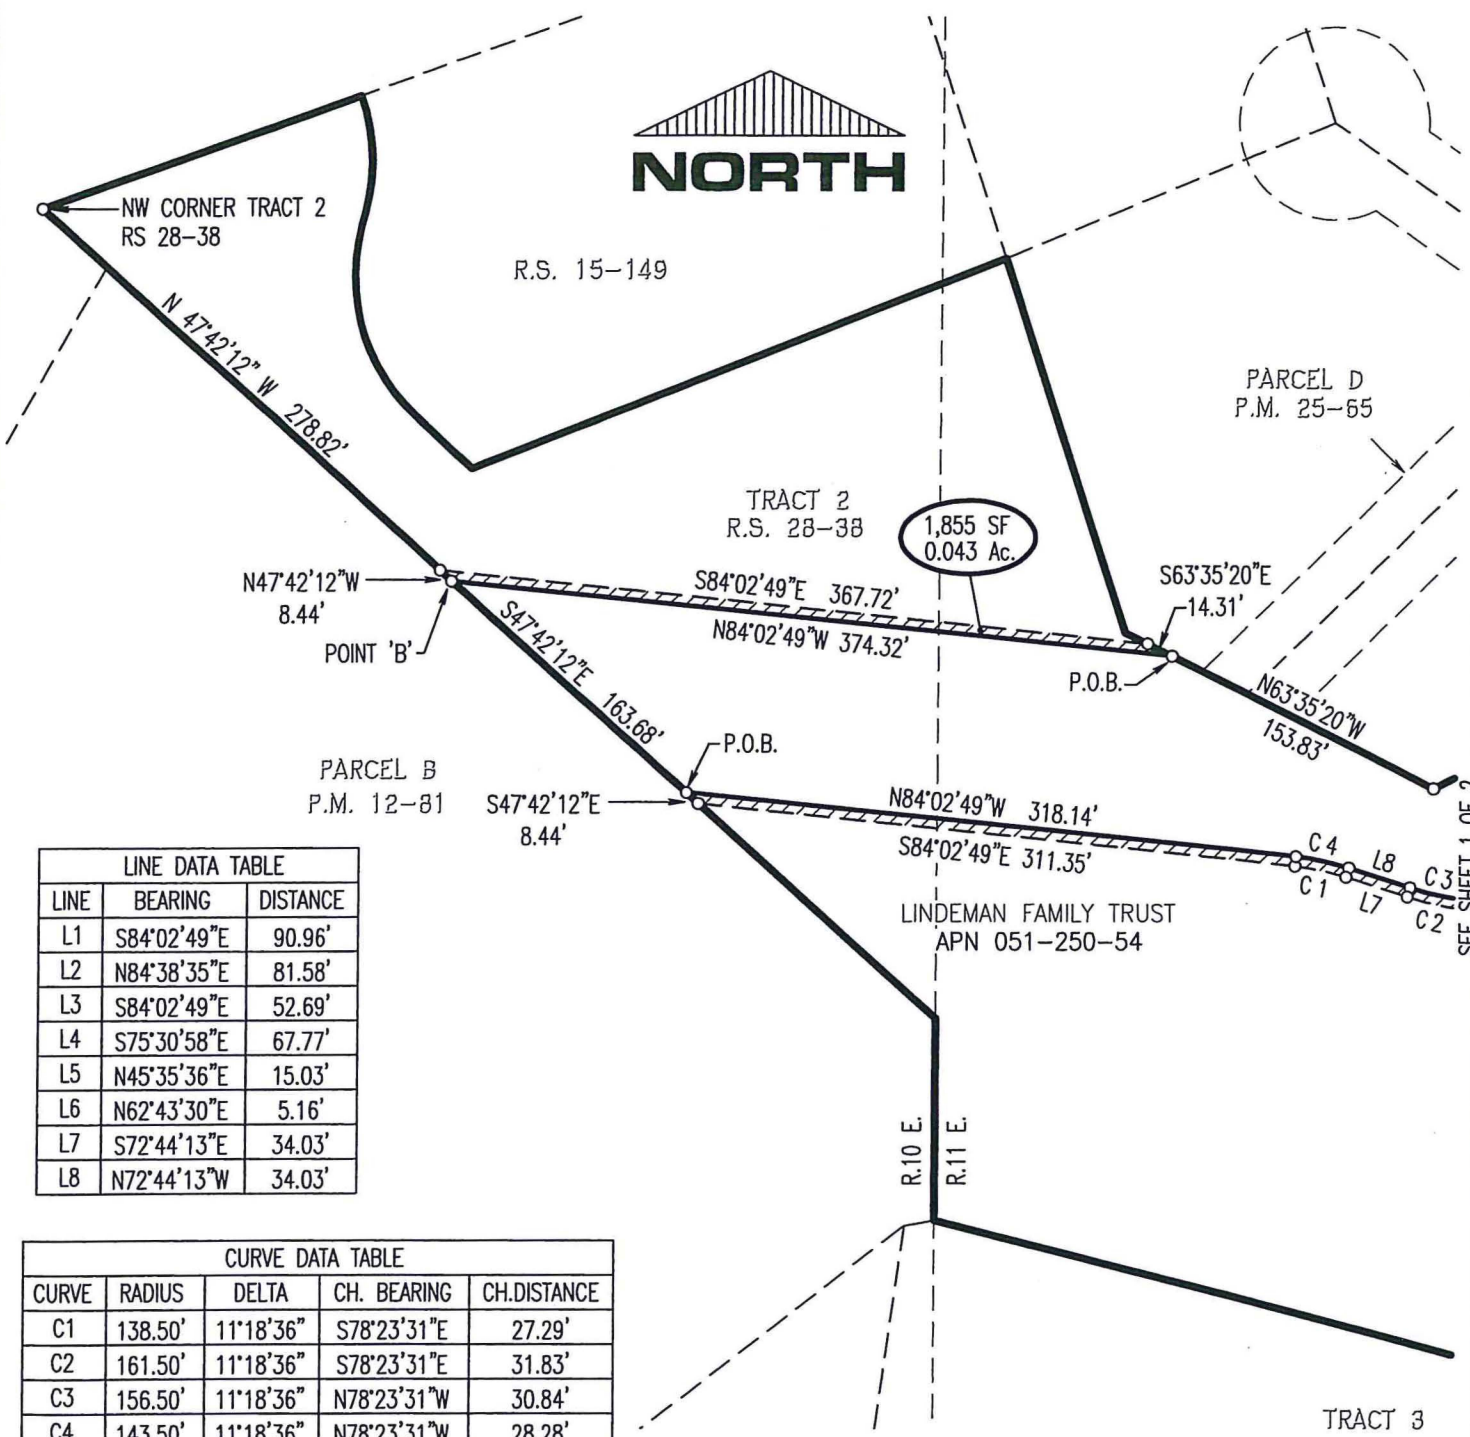 NORTH
NW CORNER TRACT 2
RS 28-38
R.S. 15-149
N 47°42'12" W 278.82'
PARCEL D
P.M. 25-65
TRACT 2
R.S. 28-38
1,855 SF
0.043 Ac.
N47°42'12"W
8.44'
S84°02'49"E 367.72'
S63°35'20"E
14.31'
N84°02'49"W 374.32'
POINT 'B'
S47°42'12"E 163.68'
P.O.B.
N63°35'20"W
153.83'
P.O.B.
PARCEL B
P.M. 12-81
S47°42'12"E
8.44'
N84°02'49"W 318.14'
S84°02'49"E 311.35'
C4
L8
C3
C1
L7
C2
SEE SHEET 1 OF 2
LINDEMAN FAMILY TRUST
APN 051-250-54
LINE DATA TABLE
LINE BEARING DISTANCE
L1 S84°02'49"E 90.96'
L2 N84°38'35"E 81.58'
L3 S84°02'49"E 52.69'
L4 S75°30'58"E 67.77'
L5 N45°35'36"E 15.03'
L6 N62°43'30"E 5.16'
L7 S72°44'13"E 34.03'
L8 N72°44'13"W 34.03'
R.10 E.
R.11 E.
CURVE DATA TABLE
CURVE RADIUS DELTA CH. BEARING CH.DISTANCE
C1 138.50' 11°18'36" S78°23'31"E 27.29'
C2 161.50' 11°18'36" S78°23'31"E 31.83'
C3 156.50' 11°18'36" N78°23'31"W 30.84'
C4 143.50' 11°18'36" N78°23'31"W 28.28'
TRACT 3